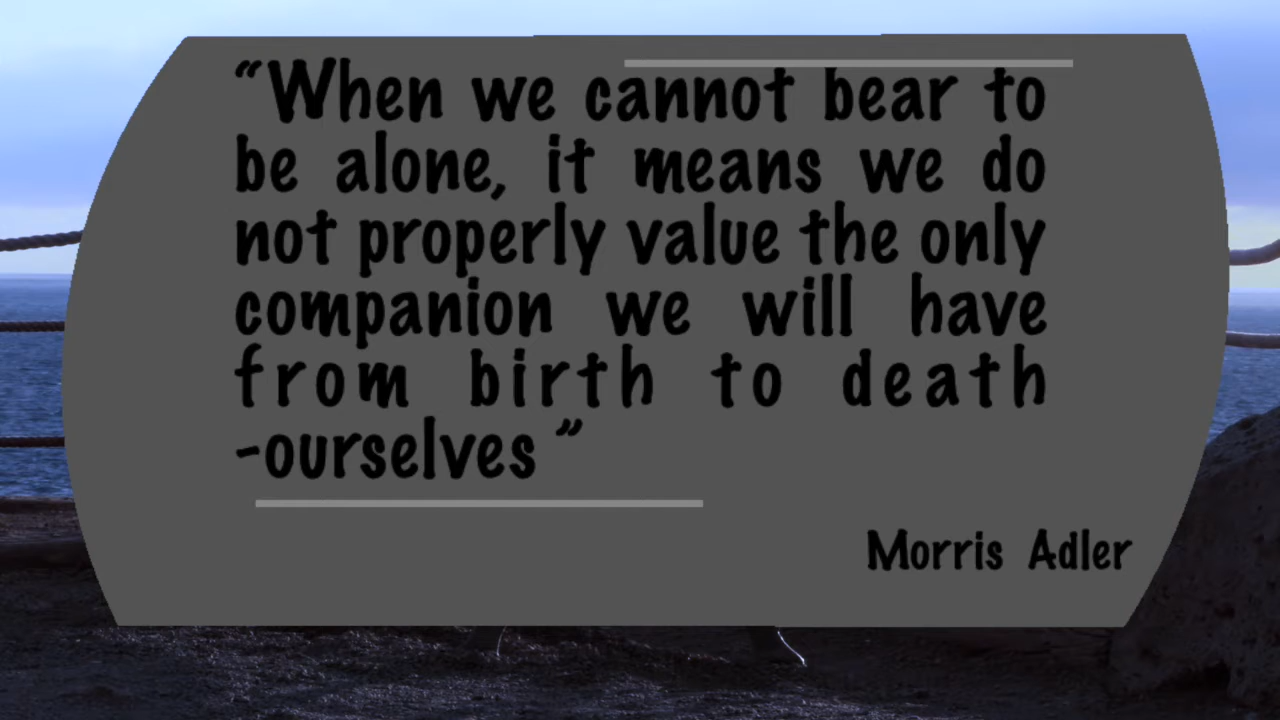 “When we cannot bear to
be alone, it means we do
not properly value the only
companion we will have
from birth to death
-ourselves ”
Morris Adler